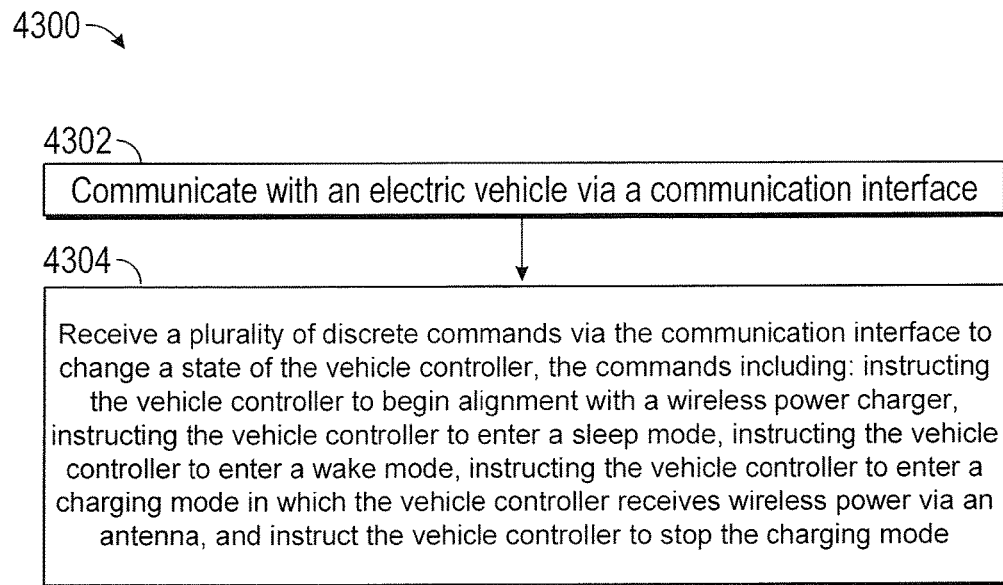 4300
4302
Communicate with an electric vehicle via a communication interface
4304
Receive a plurality of discrete commands via the communication interface to
change a state of the vehicle controller, the commands including: instructing
the vehicle controller to begin alignment with a wireless power charger,
instructing the vehicle controller to enter a sleep mode, instructing the vehicle
controller to enter a wake mode, instructing the vehicle controller to enter a
charging mode in which the vehicle controller receives wireless power via an
antenna, and instruct the vehicle controller to stop the charging mode